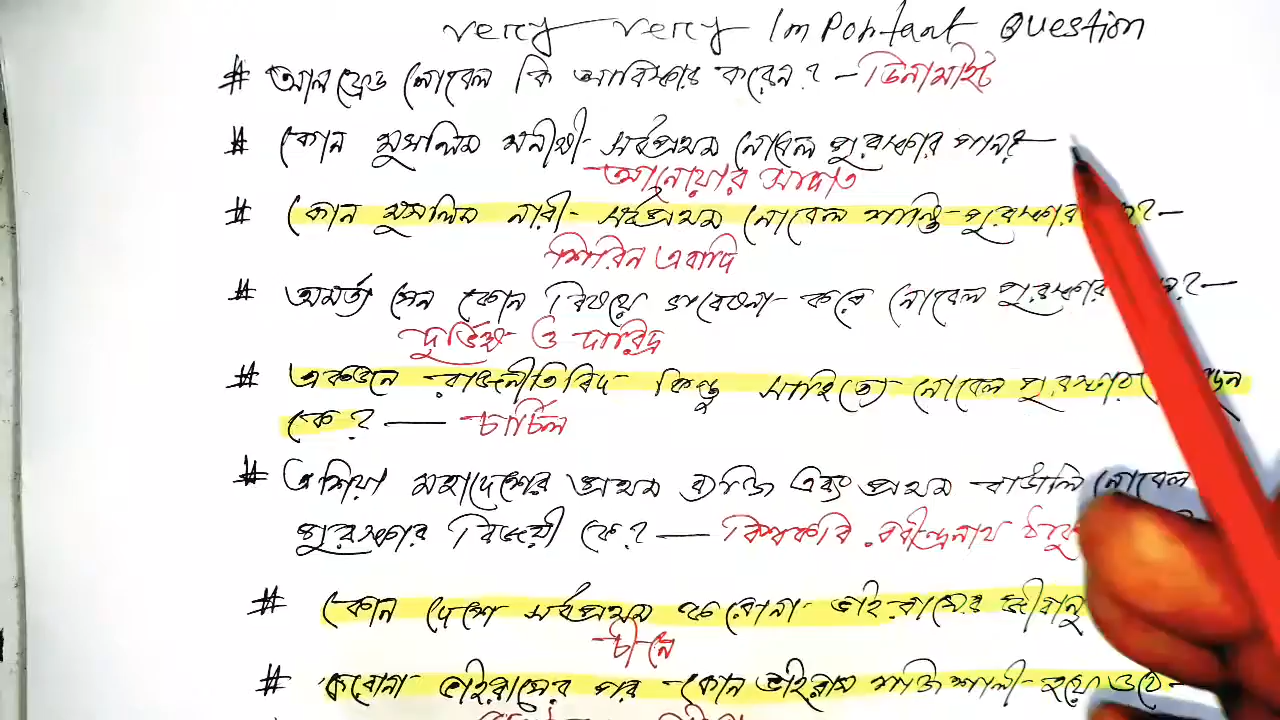 very very Important Question
# আলফ্রেড নোবেল কি আবিষ্কার করেন? – ডিনামাইট
# কোন মুসলিম মনীষী সর্বপ্রথম নোবেল পুরস্কার পান? –
আনোয়ার সাদাত
# কোন মুসলিম নারী সর্বপ্রথম নোবেল শান্তি পুরস্কার ? –
শিরিন এবাদি
# অমর্ত্য সেন কোন বিষয়ে গবেষনা করে নোবেল পুরস্কার ? –
দুর্ভিক্ষ ও দারিদ্র
# একজন রাজনীতিবিদ কিন্তু সাহিত্যে নোবেল পুরস্কার
কে? — চার্চিল
# এশিয়া মহাদেশের প্রথম ব্যক্তি এবং প্রথম বাঙালি নোবেল
পুরস্কার বিজয়ী কে? — বিশ্বকবি রবীন্দ্রনাথ
# কোন দেশে সর্বপ্রথম করোনা ভাইরাসের জীবানু
চীনে
# করোনা ভাইরাসের পর কোন ভাইরাস শক্তিশালী হয়ে ওঠে –